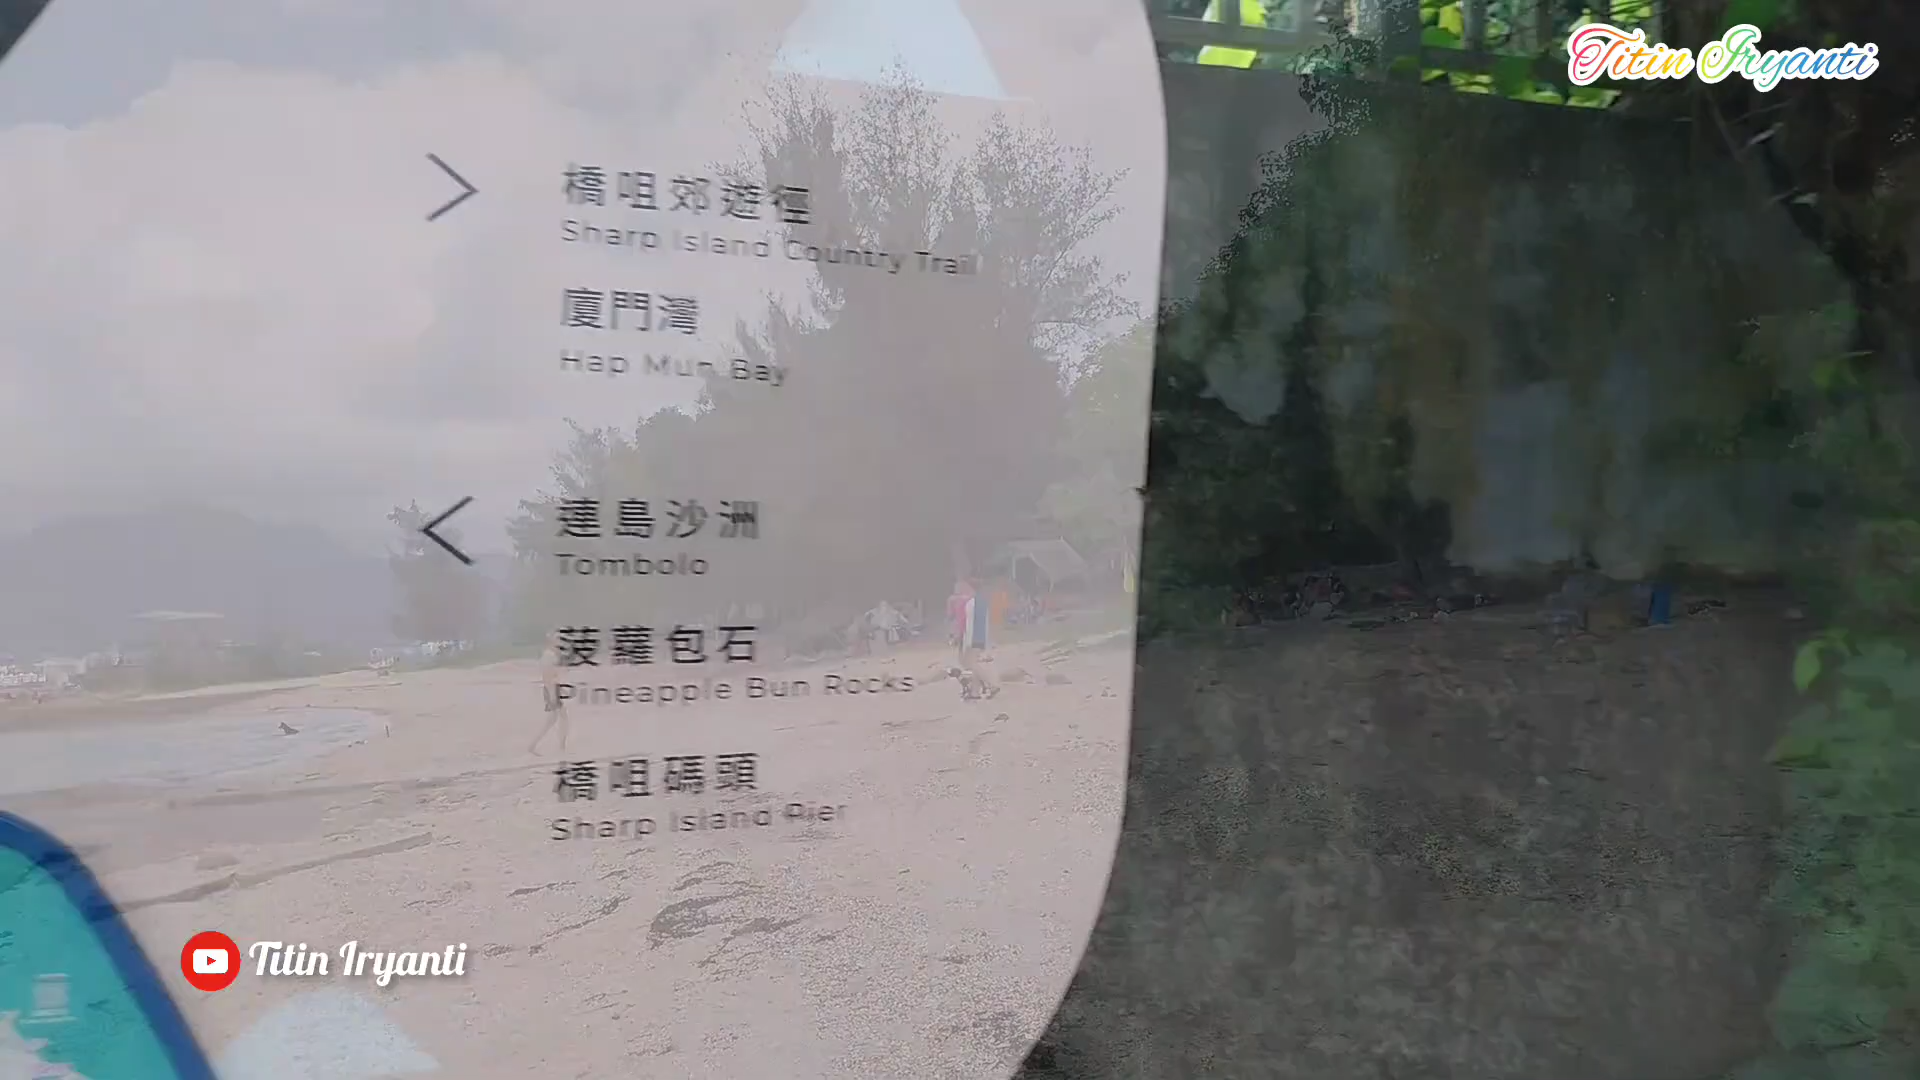 Titin Iryanti
橋咀郊遊徑
Sharp Island Country Trail
廈門灣
Hap Mun Bay
連島沙洲
Tombolo
菠蘿包石
Pineapple Bun Rocks
橋咀碼頭
Sharp Island Pier
Titin Iryanti